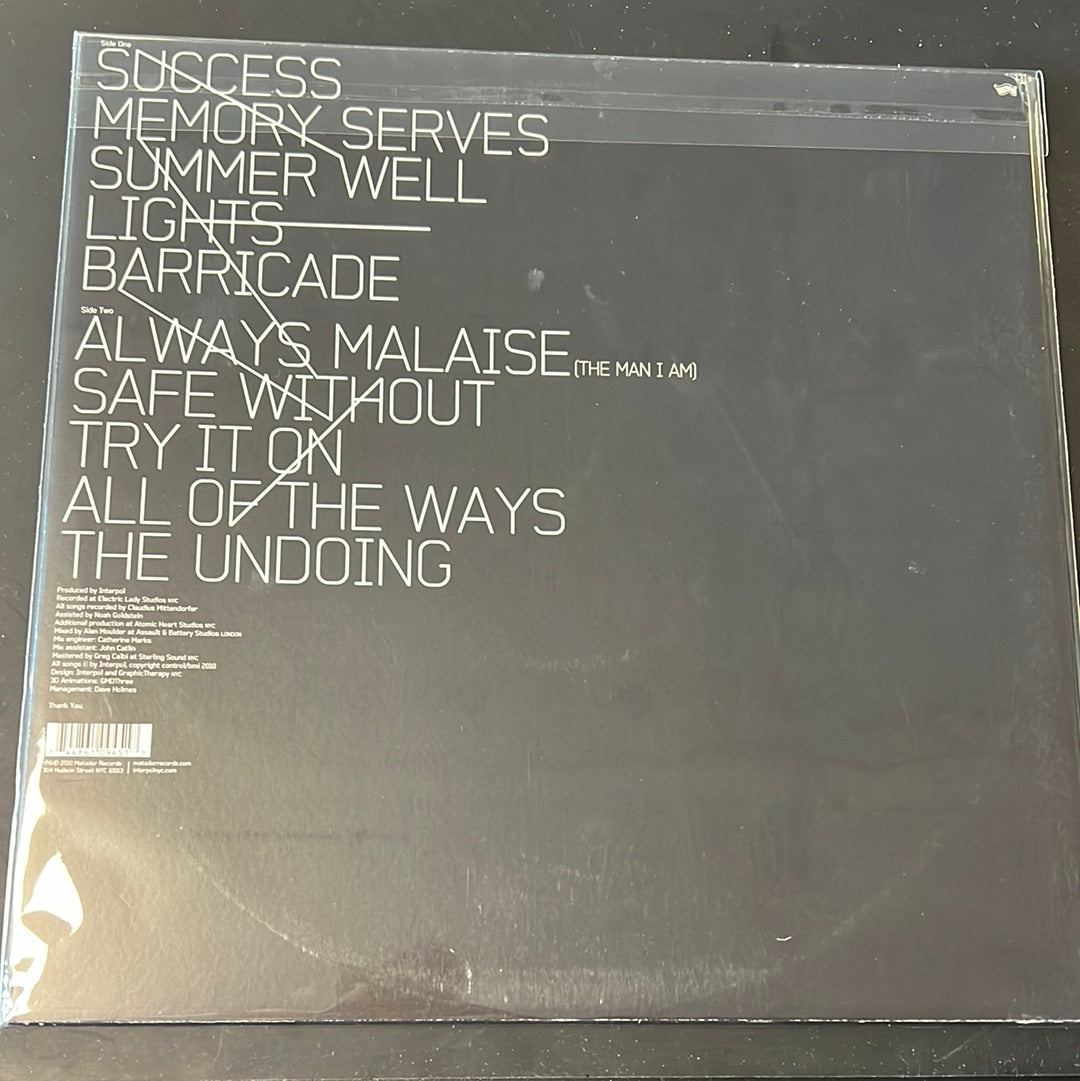 Side One
SUCCESS
MEMORY SERVES
SUMMER WELL
LIGHTS
BARRICADE
Side Two
ALWAYS MALAISE (THE MAN I AM)
SAFE WITHOUT
TRY IT ON
ALL OF THE WAYS
THE UNDOING
Produced by Interpol
Recorded at Electric Lady Studios NYC
All songs recorded by Claudius Mittendorfer
Assisted by Noah Goldstein
Additional production at Atomic Heart Studios NYC
Mixed by Alan Moulder at Assault & Battery Studios LONDON
Mix engineer: Catherine Marks
Mix assistant: John Catlin
Mastered by Greg Calbi at Sterling Sound NYC
All songs © by Interpol, copyright control/bmi 2010
Design: Interpol and GraphicTherapy NYC
3D Animations: GMDThree
Management: Dave Holmes
Thank You.
℗&© 2010 Matador Records matadorrecords.com
304 Hudson Street NYC 10013 interpolnyc.com